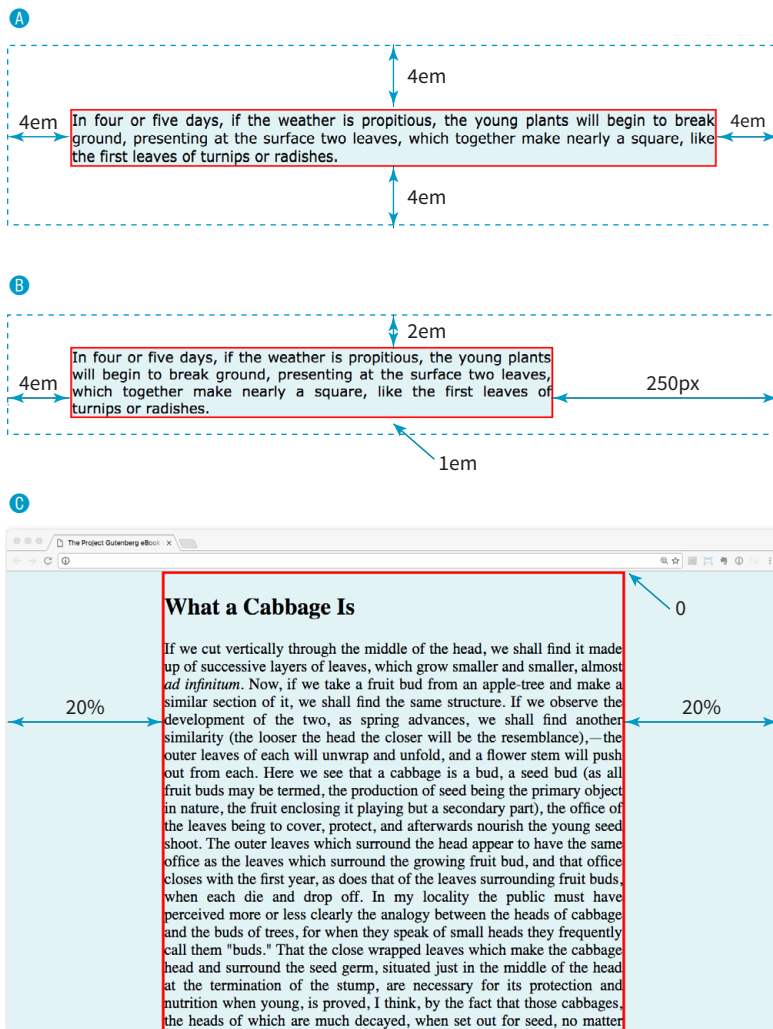 A
4em
4em
In four or five days, if the weather is propitious, the young plants will begin to break
ground, presenting at the surface two leaves, which together make nearly a square, like
the first leaves of turnips or radishes.
4em
4em
B
2em
4em
In four or five days, if the weather is propitious, the young plants
will begin to break ground, presenting at the surface two leaves,
which together make nearly a square, like the first leaves of
turnips or radishes.
250px
1em
C
The Project Gutenberg eBook
0
What a Cabbage Is
If we cut vertically through the middle of the head, we shall find it made
up of successive layers of leaves, which grow smaller and smaller, almost
ad infinitum. Now, if we take a fruit bud from an apple-tree and make a
similar section of it, we shall find the same structure. If we observe the
20%
development of the two, as spring advances, we shall find another
20%
similarity (the looser the head the closer will be the resemblance),—the
outer leaves of each will unwrap and unfold, and a flower stem will push
out from each. Here we see that a cabbage is a bud, a seed bud (as all
fruit buds may be termed, the production of seed being the primary object
in nature, the fruit enclosing it playing but a secondary part), the office of
the leaves being to cover, protect, and afterwards nourish the young seed
shoot. The outer leaves which surround the head appear to have the same
office as the leaves which surround the growing fruit bud, and that office
closes with the first year, as does that of the leaves surrounding fruit buds,
when each die and drop off. In my locality the public must have
perceived more or less clearly the analogy between the heads of cabbage
and the buds of trees, for when they speak of small heads they frequently
call them "buds." That the close wrapped leaves which make the cabbage
head and surround the seed germ, situated just in the middle of the head
at the termination of the stump, are necessary for its protection and
nutrition when young, is proved, I think, by the fact that those cabbages,
the heads of which are much decayed, when set out for seed, no matter